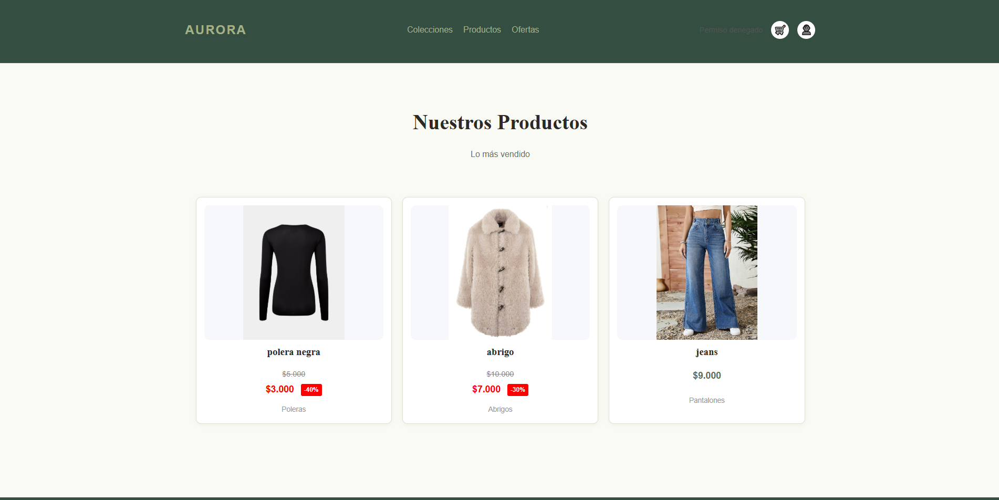 AURORA
Colecciones Productos Ofertas
Permiso denegado
Nuestros Productos
Lo más vendido
polera negra
$5.000
$3.000 -40%
Poleras
abrigo
$10.000
$7.000 -30%
Abrigos
jeans
$9.000
Pantalones